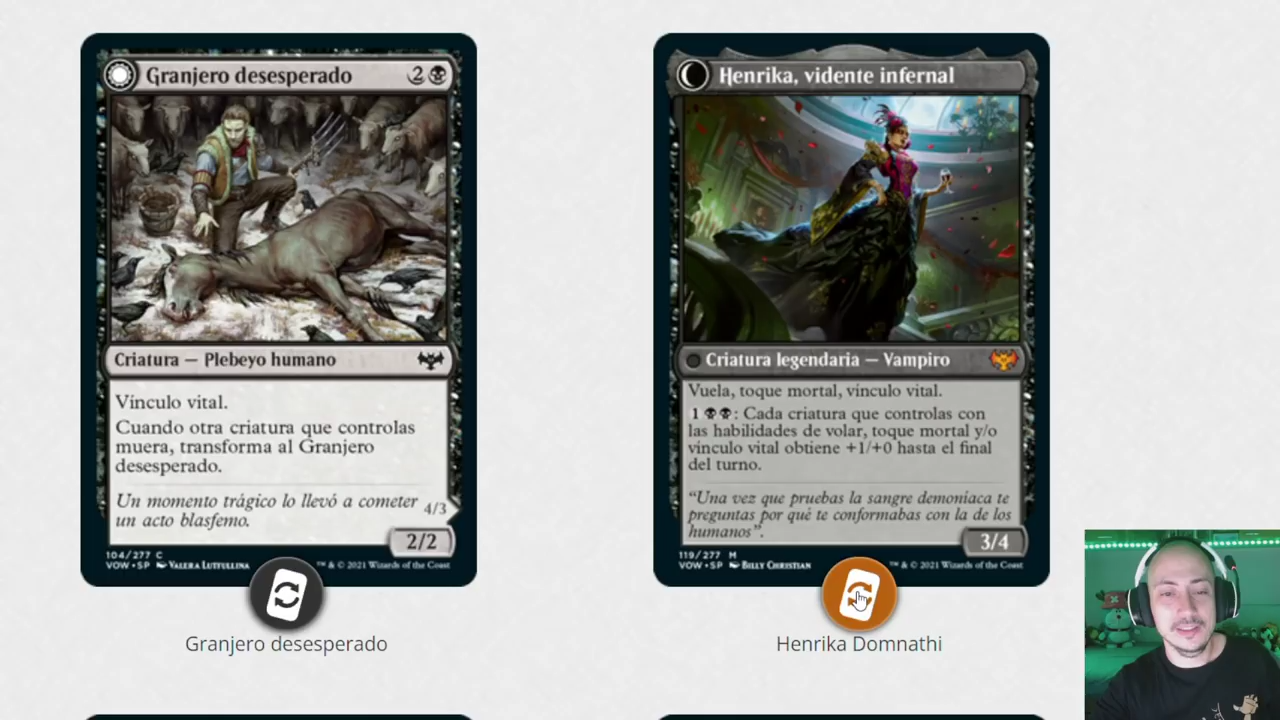 Granjero desesperado 2
Criatura — Plebeyo humano
Vínculo vital.
Cuando otra criatura que controlas
muera, transforma al Granjero
desesperado.
Un momento trágico lo llevó a cometer
un acto blasfemo.
4/3
2/2
104/277 C
VOW • SP VALERA LUTFULLINA ™ & © 2021 Wizards of the Coast
Granjero desesperado
Henrika, vidente infernal
Criatura legendaria — Vampiro
Vuela, toque mortal, vínculo vital.
1 : Cada criatura que controlas con
las habilidades de volar, toque mortal y/o
vínculo vital obtiene +1/+0 hasta el final
del turno.
“Una vez que pruebas la sangre demoníaca te
preguntas por qué te conformabas con la de los
humanos”.
3/4
119/277 M
VOW • SP BILLY CHRISTIAN ™ & © 2021 Wizards of the Coast
Henrika Domnathi